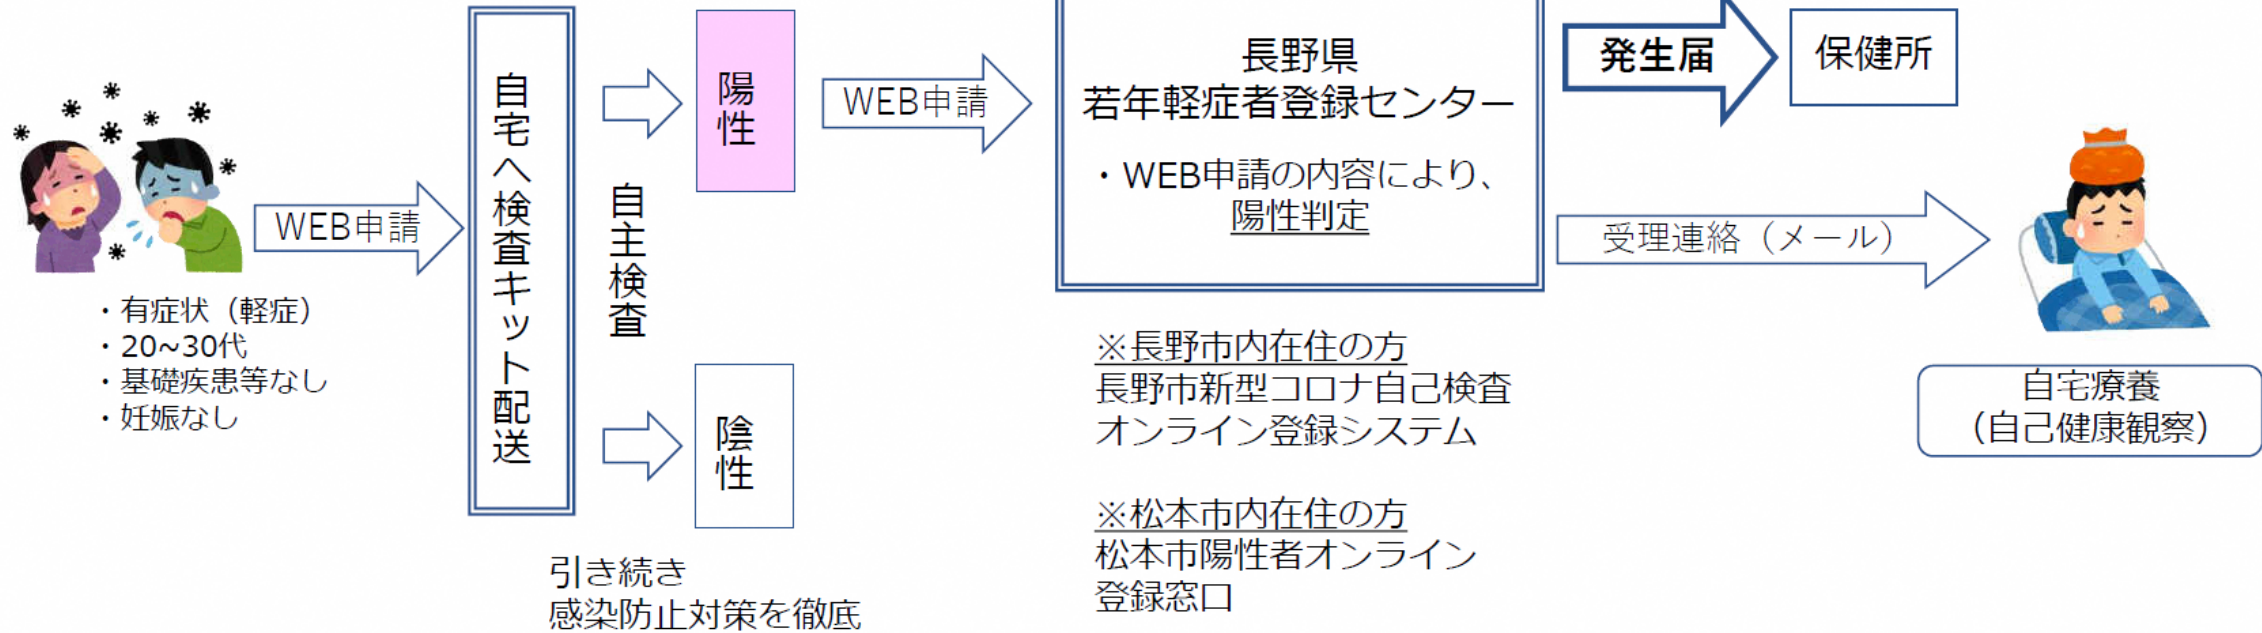 ・有症状（軽症）
・20~30代
・基礎疾患等なし
・妊娠なし
WEB申請
自宅へ検査キット配送
自主検査
陽性
陰性
引き続き
感染防止対策を徹底
WEB申請
長野県
若年軽症者登録センター
・WEB申請の内容により、
陽性判定
※長野市内在住の方
長野市新型コロナ自己検査
オンライン登録システム
※松本市内在住の方
松本市陽性者オンライン
登録窓口
発生届
保健所
受理連絡（メール）
自宅療養
（自己健康観察）